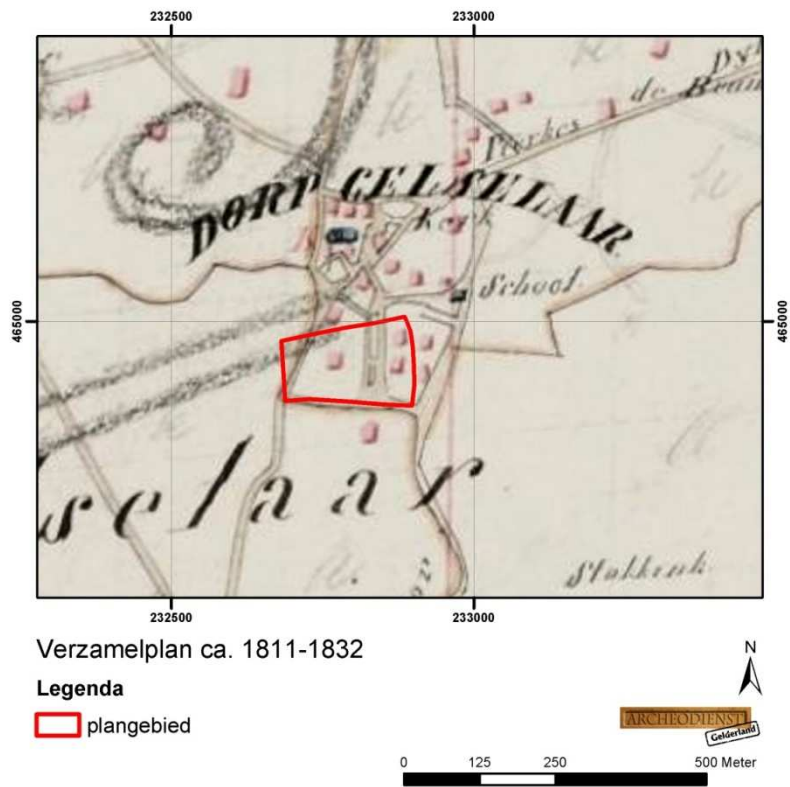 232500 233000
de
DORP GELSELAAR
Kerk
School
465000 465000
selaar
232500 233000
Verzamelplan ca. 1811-1832
Legenda
plangebied
N
ARCHEODIENST
Gelderland
0 125 250 500 Meter